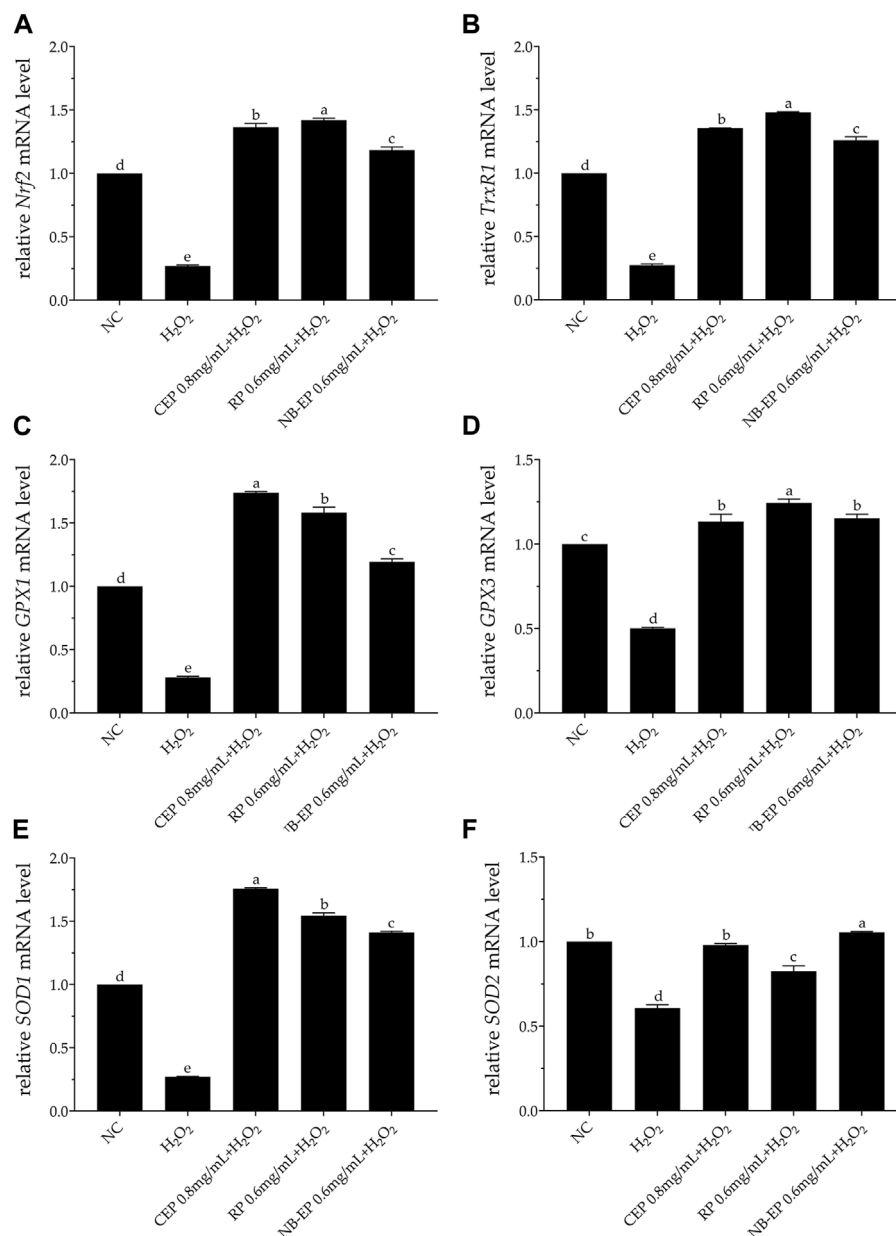 A
relative Nrf2 mRNA level
2.0
1.5
1.0
0.5
0.0
d
e
b
a
c
NC
H₂O₂
CEP 0.8mg/mL+H₂O₂
RP 0.6mg/mL+H₂O₂
NB-EP 0.6mg/mL+H₂O₂
B
relative TrxR1 mRNA level
2.0
1.5
1.0
0.5
0.0
d
e
b
a
c
NC
H₂O₂
CEP 0.8mg/mL+H₂O₂
RP 0.6mg/mL+H₂O₂
NB-EP 0.6mg/mL+H₂O₂
C
relative GPX1 mRNA level
2.0
1.5
1.0
0.5
0.0
d
e
a
b
c
NC
H₂O₂
CEP 0.8mg/mL+H₂O₂
RP 0.6mg/mL+H₂O₂
B-EP 0.6mg/mL+H₂O₂
D
relative GPX3 mRNA level
1.5
1.0
0.5
0.0
c
d
b
a
b
NC
H₂O₂
CEP 0.8mg/mL+H₂O₂
RP 0.6mg/mL+H₂O₂
B-EP 0.6mg/mL+H₂O₂
E
relative SOD1 mRNA level
2.0
1.5
1.0
0.5
0.0
d
e
a
b
c
NC
H₂O₂
CEP 0.8mg/mL+H₂O₂
RP 0.6mg/mL+H₂O₂
NB-EP 0.6mg/mL+H₂O₂
F
relative SOD2 mRNA level
1.5
1.0
0.5
0.0
b
d
b
c
a
NC
H₂O₂
CEP 0.8mg/mL+H₂O₂
RP 0.6mg/mL+H₂O₂
NB-EP 0.6mg/mL+H₂O₂